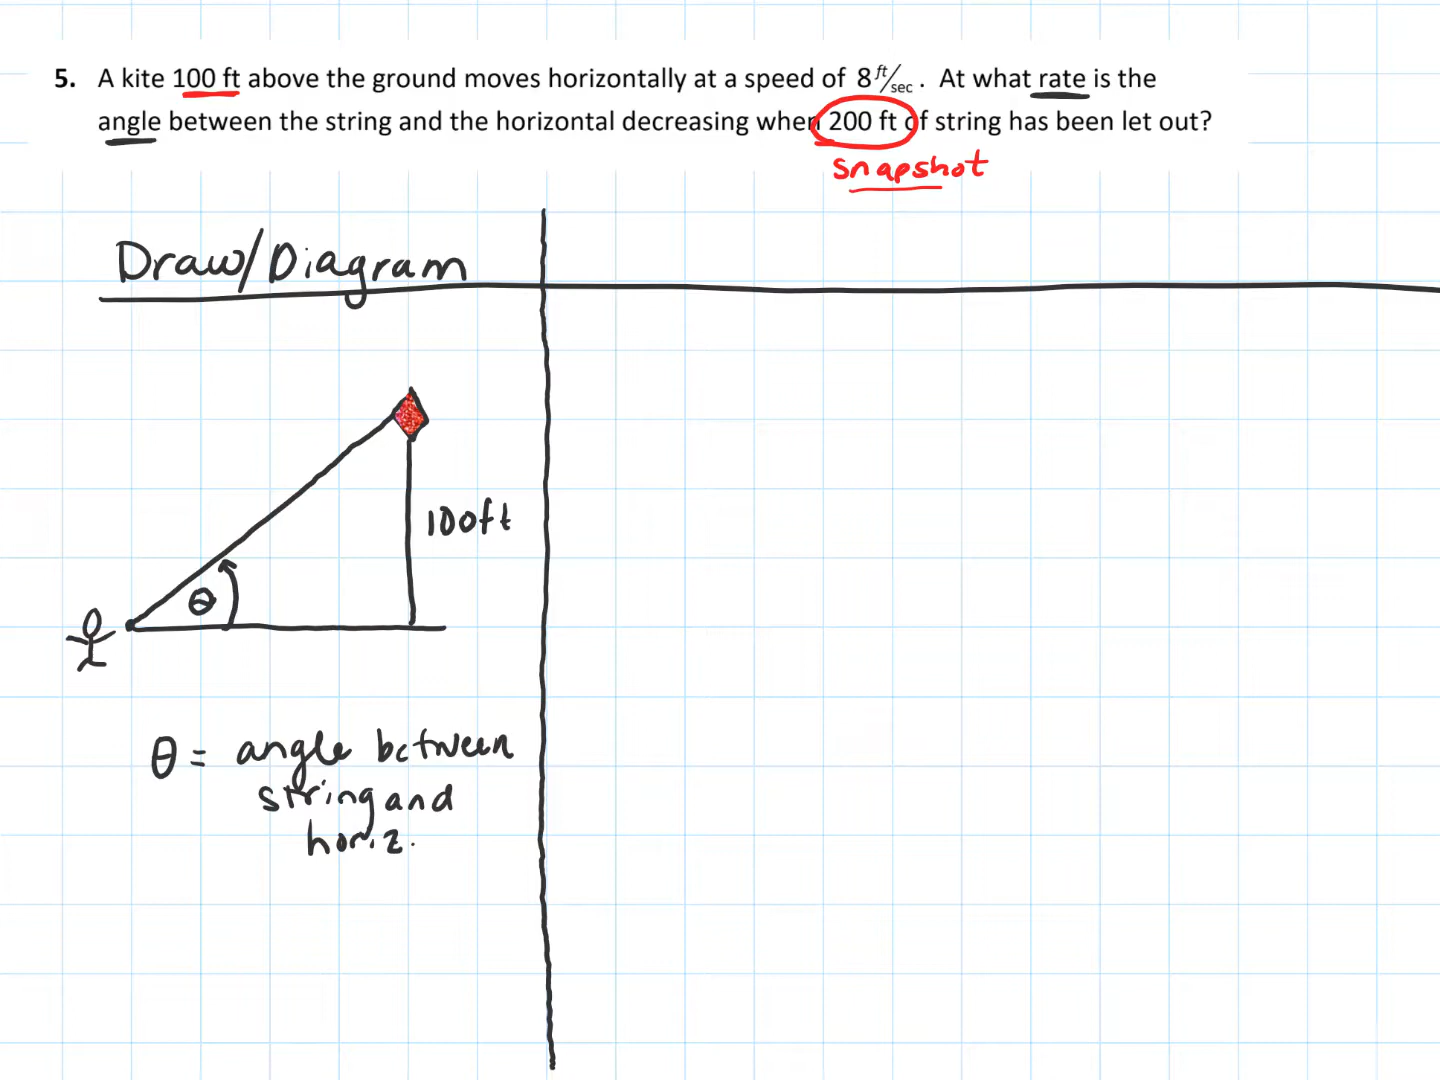 5. A kite 100 ft above the ground moves horizontally at a speed of 8 ft/sec. At what rate is the
angle between the string and the horizontal decreasing when 200 ft of string has been let out?
snapshot
Draw/Diagram
100ft
θ
θ = angle between
string and
horiz.